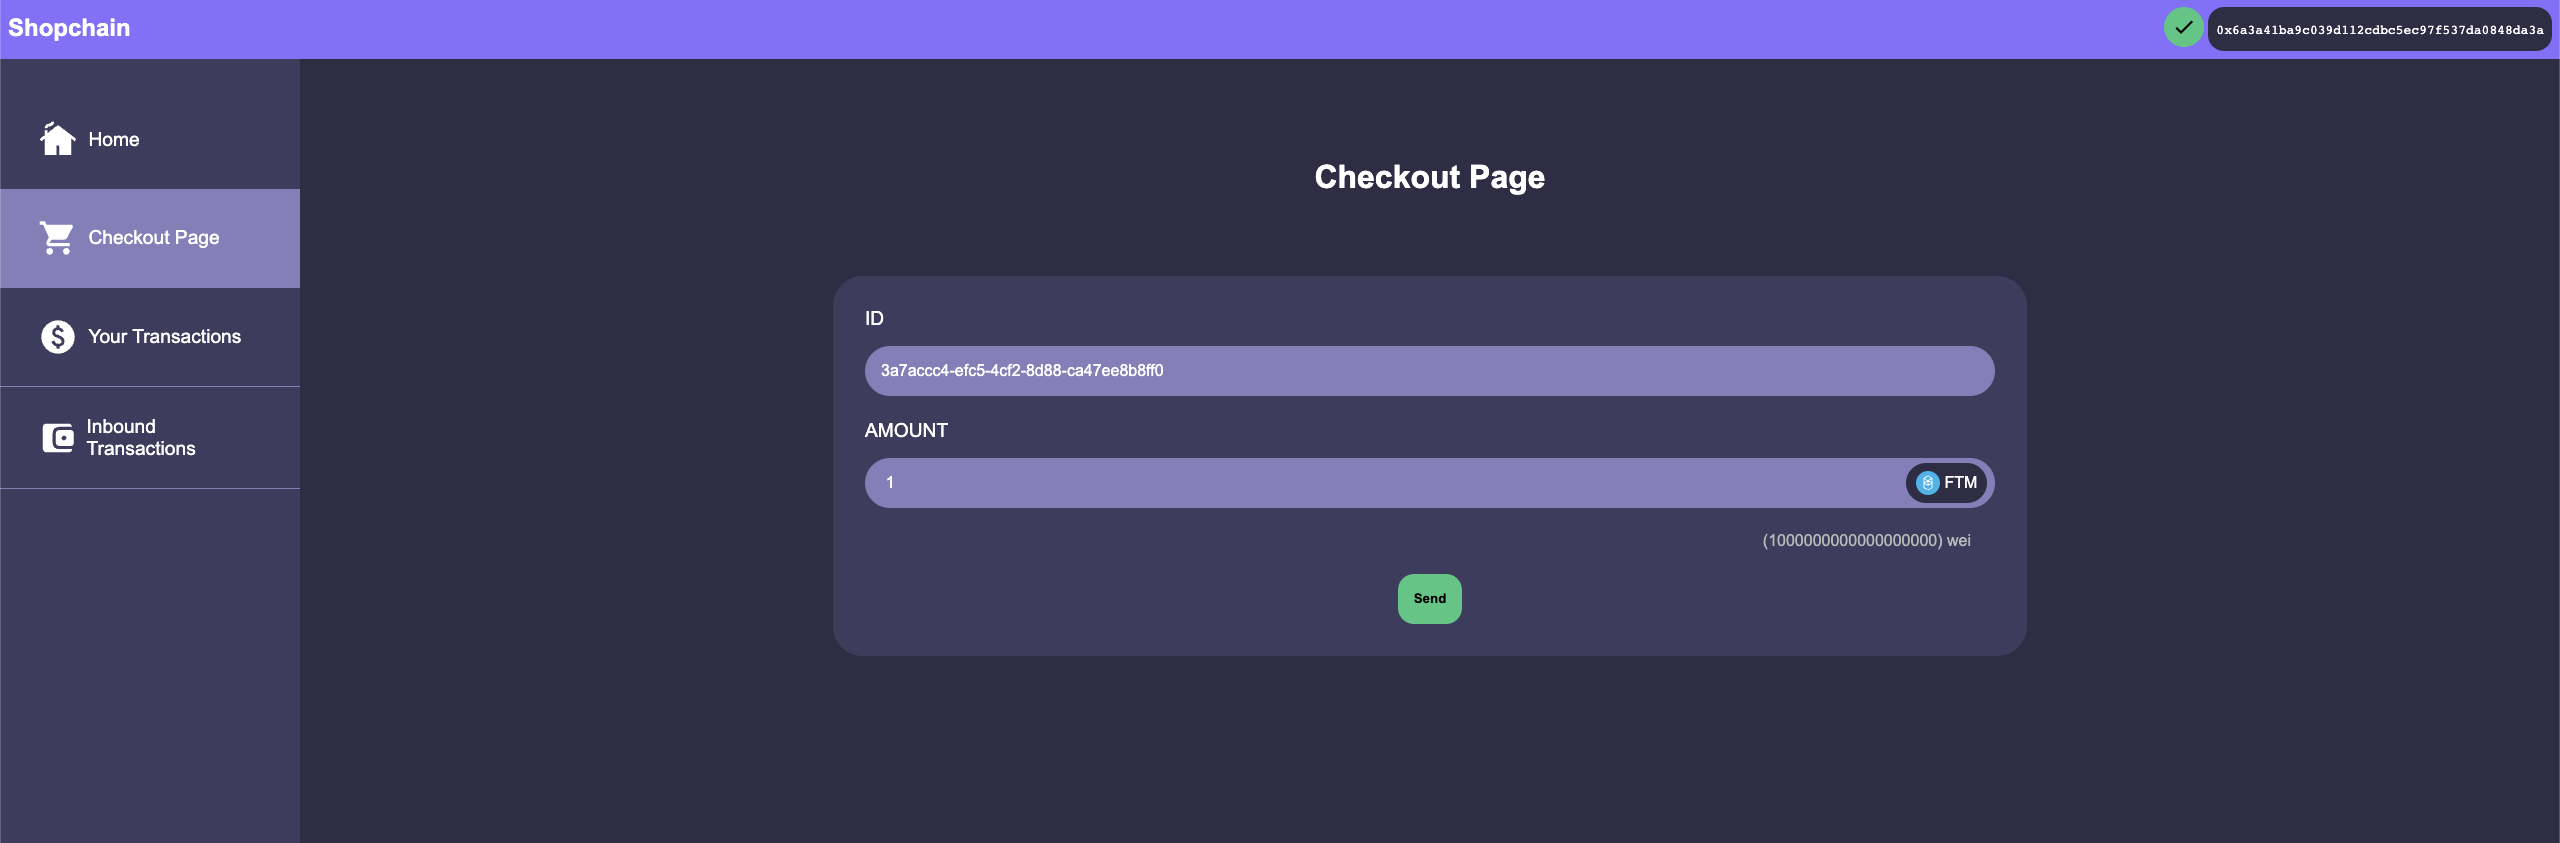 Shopchain
0x6a3a41ba9c039d112cdbc5ec97f537da0848da3a
Home
Checkout Page
Your Transactions
Inbound
Transactions
Checkout Page
ID
3a7accc4-efc5-4cf2-8d88-ca47ee8b8ff0
AMOUNT
1
FTM
(1000000000000000000) wei
Send